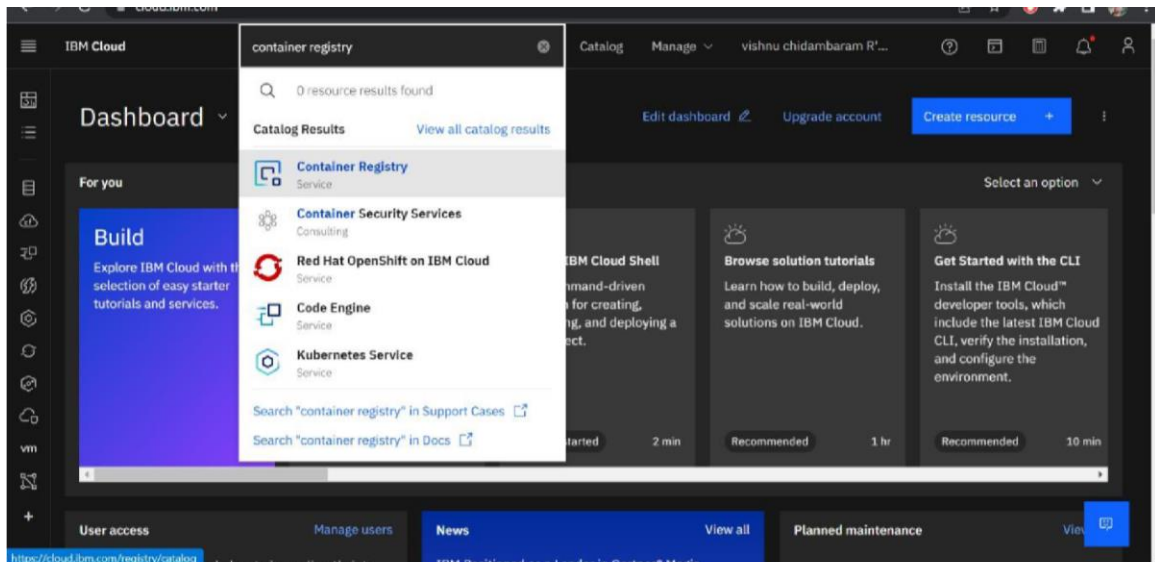 cloud.ibm.com
IBM Cloud
container registry
Catalog
Manage
vishnu chidambaram R'...
Dashboard
Edit dashboard
Upgrade account
Create resource +
0 resource results found
Catalog Results
View all catalog results
Container Registry
Service
Container Security Services
Consulting
Red Hat OpenShift on IBM Cloud
Service
Code Engine
Service
Kubernetes Service
Service
Search "container registry" in Support Cases
Search "container registry" in Docs
For you
Select an option
Build
Explore IBM Cloud with
selection of easy starter
tutorials and services.
IBM Cloud Shell
for creating,
and deploying a
2 min
Browse solution tutorials
Learn how to build, deploy,
and scale real-world
solutions on IBM Cloud.
Recommended
1 hr
Get Started with the CLI
Install the IBM Cloud™
developer tools, which
include the latest IBM Cloud
CLI, verify the installation,
and configure the
environment.
Recommended
10 min
vm
User access
Manage users
News
View all
Planned maintenance
https://cloud.ibm.com/registry/catalog